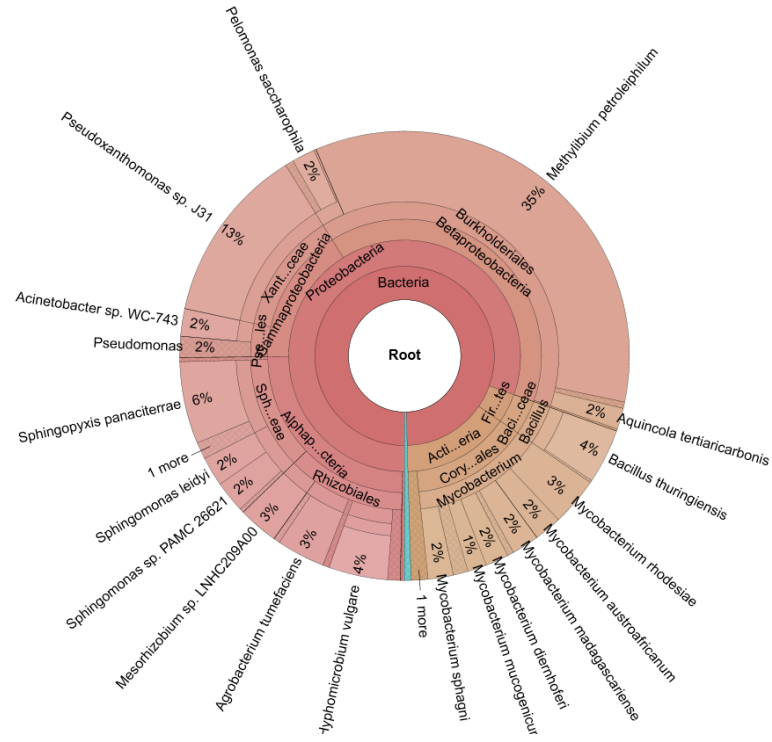 Pelomonas saccharophila
2%
Methylibium petroleiphilum
35%
Pseudoxanthomonas sp. J31
13%
Acinetobacter sp. WC-743
2%
Pseudomonas
2%
Sphingopyxis panaciterrae
6%
1 more
Sphingomonas leidyi
2%
Sphingomonas sp. PAMC 26621
2%
Mesorhizobium sp. LNHC209A00
3%
Agrobacterium tumefaciens
3%
Hyphomicrobium vulgare
4%
1 more
Mycobacterium sphagni
2%
Mycobacterium mucogenicum
1%
Mycobacterium diernhoferi
2%
Mycobacterium madagascariense
2%
Mycobacterium austroafricanum
2%
Mycobacterium rhodesiae
3%
Bacillus thuringiensis
4%
Aquincola tertiaricarbonis
2%
Burkholderiales
Betaproteobacteria
Proteobacteria
Bacteria
Root
Xant...ceae
Gammaproteobacteria
Pse...les
Sph...eae
Alphap...cteria
Rhizobiales
Fir...tes
Baci...ceae
Bacillus
Acti...eria
Cory...ales
Mycobacterium